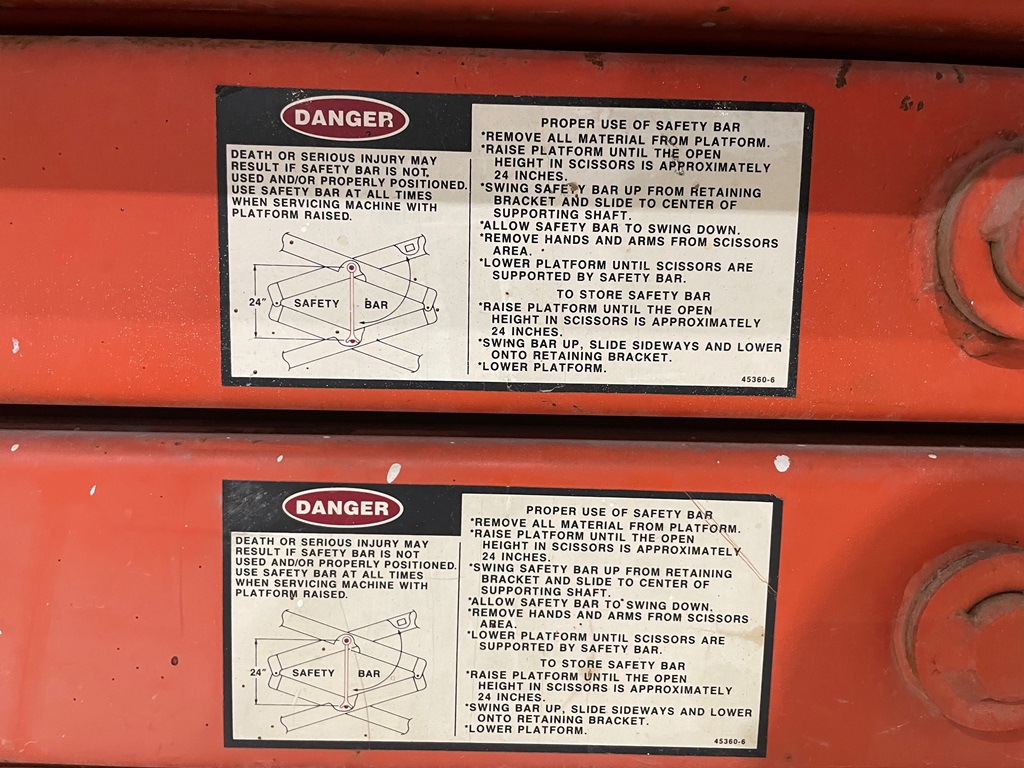 DANGER
DEATH OR SERIOUS INJURY MAY
RESULT IF SAFETY BAR IS NOT
USED AND/OR PROPERLY POSITIONED.
USE SAFETY BAR AT ALL TIMES
WHEN SERVICING MACHINE WITH
PLATFORM RAISED.
24"
SAFETY BAR
PROPER USE OF SAFETY BAR
*REMOVE ALL MATERIAL FROM PLATFORM.
*RAISE PLATFORM UNTIL THE OPEN
HEIGHT IN SCISSORS IS APPROXIMATELY
24 INCHES.
*SWING SAFETY BAR UP FROM RETAINING
BRACKET AND SLIDE TO CENTER OF
SUPPORTING SHAFT.
*ALLOW SAFETY BAR TO SWING DOWN.
*REMOVE HANDS AND ARMS FROM SCISSORS
AREA.
*LOWER PLATFORM UNTIL SCISSORS ARE
SUPPORTED BY SAFETY BAR.
TO STORE SAFETY BAR
*RAISE PLATFORM UNTIL THE OPEN
HEIGHT IN SCISSORS IS APPROXIMATELY
24 INCHES.
*SWING BAR UP, SLIDE SIDEWAYS AND LOWER
ONTO RETAINING BRACKET.
*LOWER PLATFORM.
45360-6
DANGER
DEATH OR SERIOUS INJURY MAY
RESULT IF SAFETY BAR IS NOT
USED AND/OR PROPERLY POSITIONED.
USE SAFETY BAR AT ALL TIMES
WHEN SERVICING MACHINE WITH
PLATFORM RAISED.
24"
SAFETY BAR
PROPER USE OF SAFETY BAR
*REMOVE ALL MATERIAL FROM PLATFORM.
*RAISE PLATFORM UNTIL THE OPEN
HEIGHT IN SCISSORS IS APPROXIMATELY
24 INCHES.
*SWING SAFETY BAR UP FROM RETAINING
BRACKET AND SLIDE TO CENTER OF
SUPPORTING SHAFT.
*ALLOW SAFETY BAR TO SWING DOWN.
*REMOVE HANDS AND ARMS FROM SCISSORS
AREA.
*LOWER PLATFORM UNTIL SCISSORS ARE
SUPPORTED BY SAFETY BAR.
TO STORE SAFETY BAR
*RAISE PLATFORM UNTIL THE OPEN
HEIGHT IN SCISSORS IS APPROXIMATELY
24 INCHES.
*SWING BAR UP, SLIDE SIDEWAYS AND LOWER
ONTO RETAINING BRACKET.
*LOWER PLATFORM.
45360-6